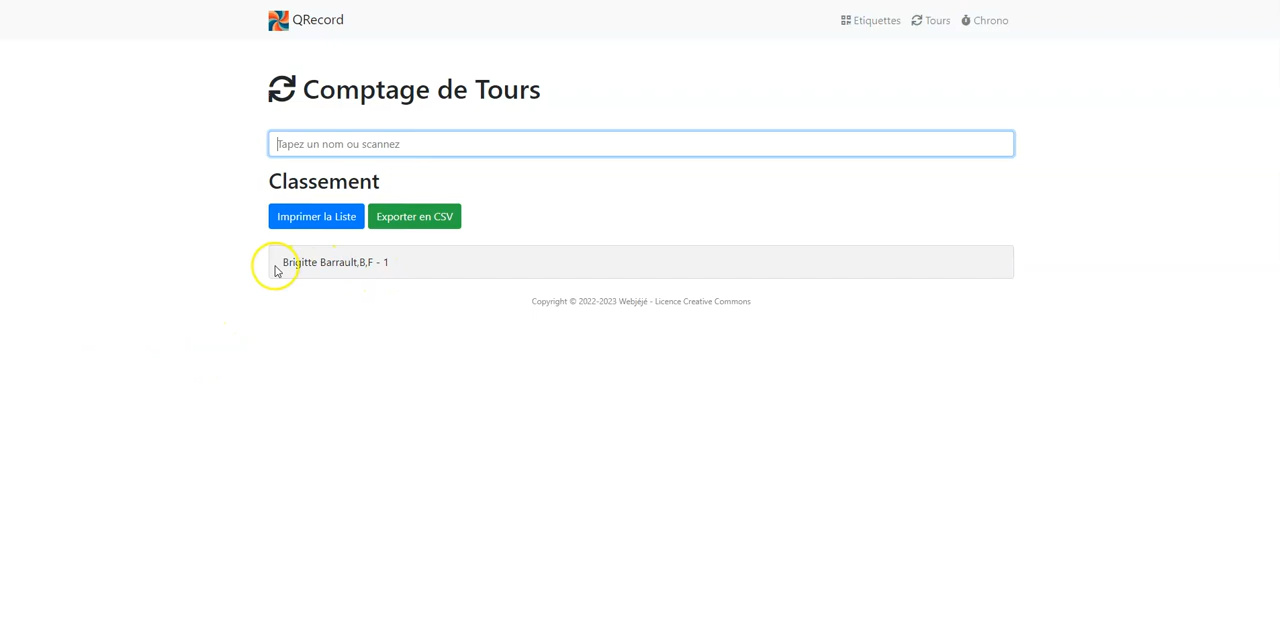 QRecord
Etiquettes Tours Chrono
Comptage de Tours
Tapez un nom ou scannez
Classement
Imprimer la Liste Exporter en CSV
Brigitte Barrault,B,F - 1
Copyright © 2022-2023 Webjéjé - Licence Creative Commons